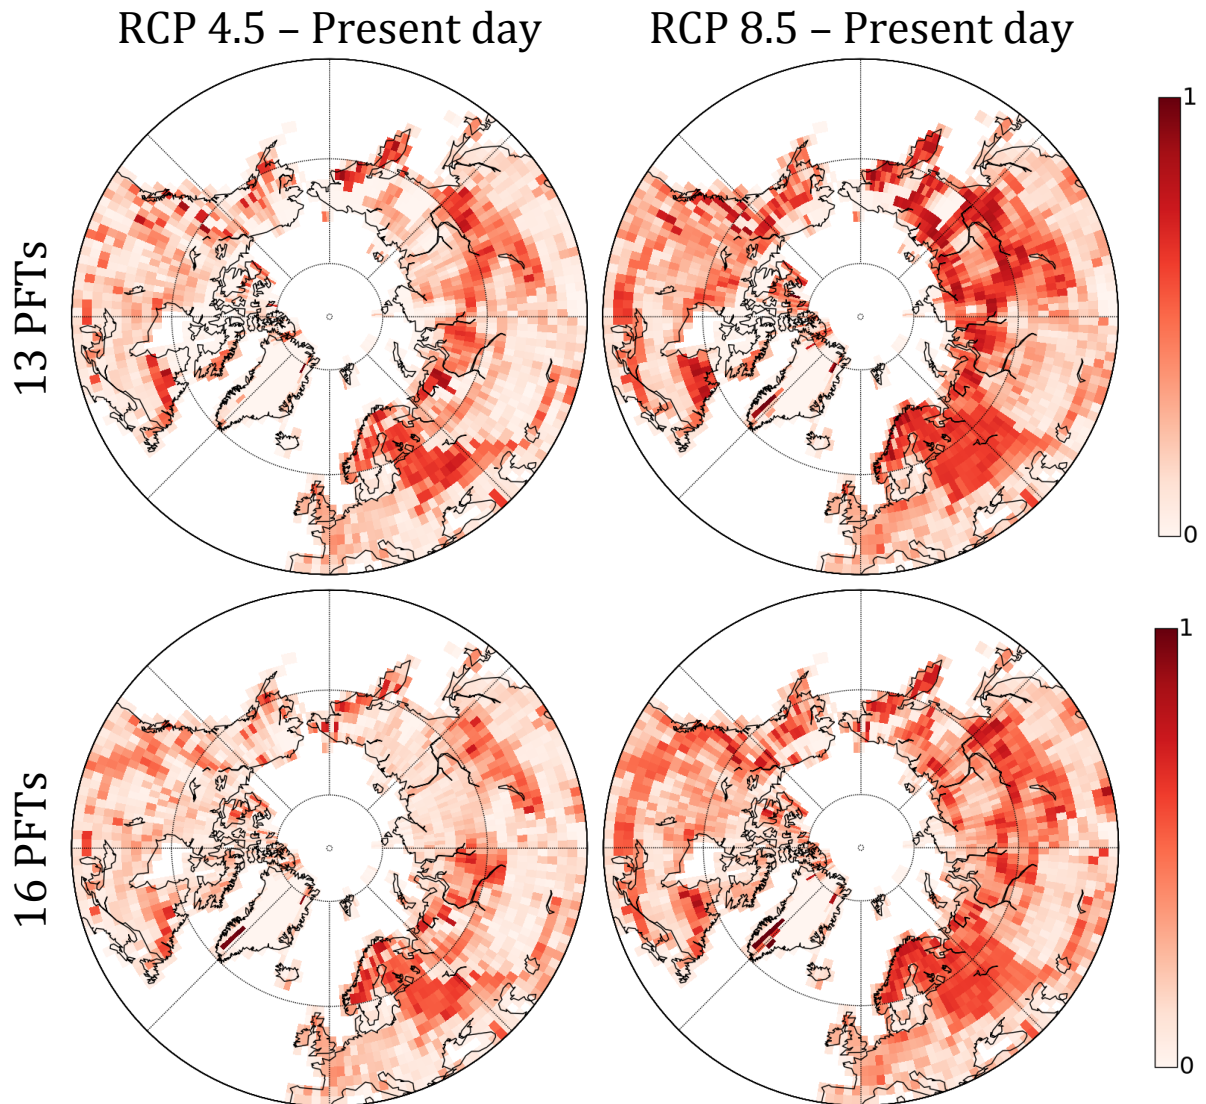 RCP 4.5 – Present day
RCP 8.5 – Present day
13 PFTs
1
0
16 PFTs
1
0